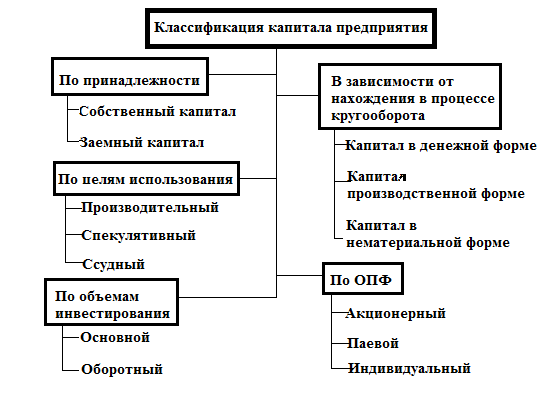 Классификация капитала предприятия
По принадлежности
Собственный капитал
Заемный капитал
По целям использования
Производительный
Спекулятивный
Ссудный
По объемам
инвестирования
Основной
Оборотный
В зависимости от
нахождения в процессе
кругооборота
Капитал в денежной форме
Капитал
производственной форме
Капитал в
нематериальной форме
По ОПФ
Акционерный
Паевой
Индивидуальный